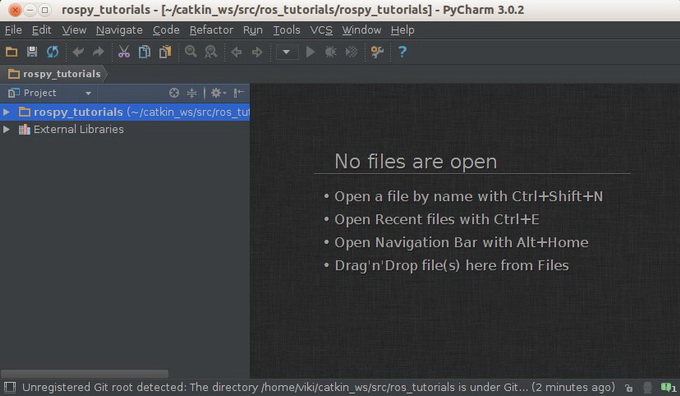 rospy_tutorials - [~/catkin_ws/src/ros_tutorials/rospy_tutorials] - PyCharm 3.0.2
File Edit View Navigate Code Refactor Run Tools VCS Window Help
rospy_tutorials
Project
rospy_tutorials (~/catkin_ws/src/ros_tut
External Libraries
No files are open
• Open a file by name with Ctrl+Shift+N
• Open Recent files with Ctrl+E
• Open Navigation Bar with Alt+Home
• Drag'n'Drop file(s) here from Files
Unregistered Git root detected: The directory /home/viki/catkin_ws/src/ros_tutorials is under Git... (2 minutes ago) 1